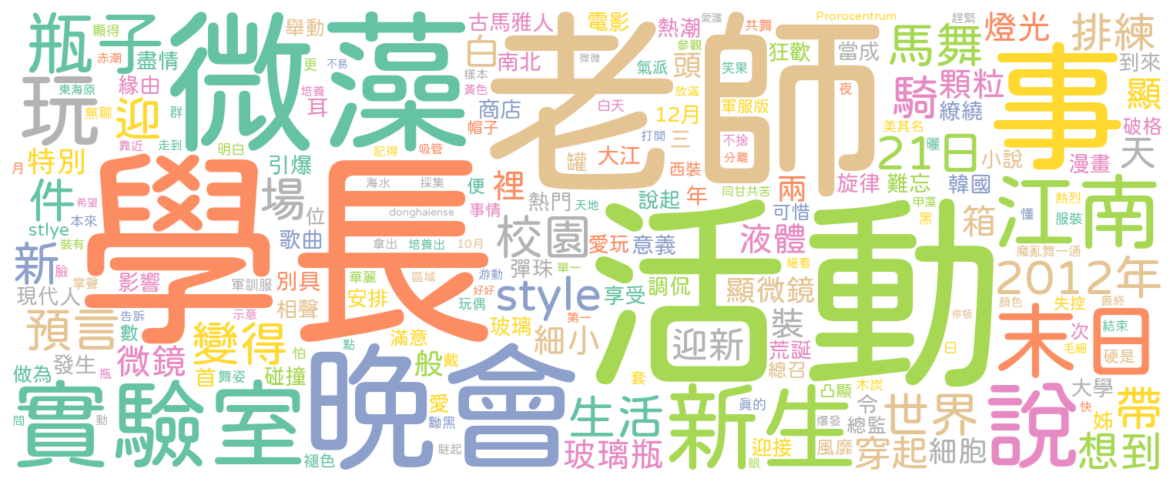 顯得 瓶子 盡情 舉動 微藻 古馬雅人 電影 愛護 熱潮 共舞 Prorocentrum 趕緊 燈光 排練
赤潮 更 不易 白 南北 樣本 微微 參觀 氣派 頭 笑果 狂歡 當成 馬舞 到來
東海原 緣由 培養 耳 黃色 商店 白天 放滿 軍服版 夜 騎 顆粒 事 顯
玩 無聊 迎 群 帽子 12月 美其名 繚繞 破格
靠近 走到 明白 老師 打開 不捨 三 21日 曬 小說 漫畫 天
月 特別 引爆 記得 吸管 罐 大江 西裝 分離 兩 旋律 難忘 韓國
件 學長 海水 採集 便 裡 熱門 天地 說起 年 同甘共苦 甲藻 箱 江南 熱烈
希望 場 位 donghaiense 事情 可惜 黑 懂 服裝
stlye 本來 歌曲 拿出 培養出 10月 校園 愛玩 意義 液體 活動
新 臉 裝有 掌聲 影響 軍訓服 別具 華麗 區域 游動 單一 彈珠 細看 魔亂舞一通
現代人 告訴 示意 相聲 安排 好好 玩偶 style 享受 調侃 顯微鏡 2012年 顏色 失控 最終
預言 數 變得 滿意 點 第一 玻璃 細小 裝 迎新 停頓 末日 次 結束
發生 微鏡 首 怕 般 毛細 荒誕 硬是
做為 瓶 舞姿 碰撞 戴 晚會 套 總召 日 木炭 凸顯 大學
實驗室 愛 黝黑 生活 新生 真的 爆發 令 世界 說 快 姊 帶
間 動 褪色 瞇起 玻璃瓶 迎接 眼 風靡 總監 穿起 細胞 想到